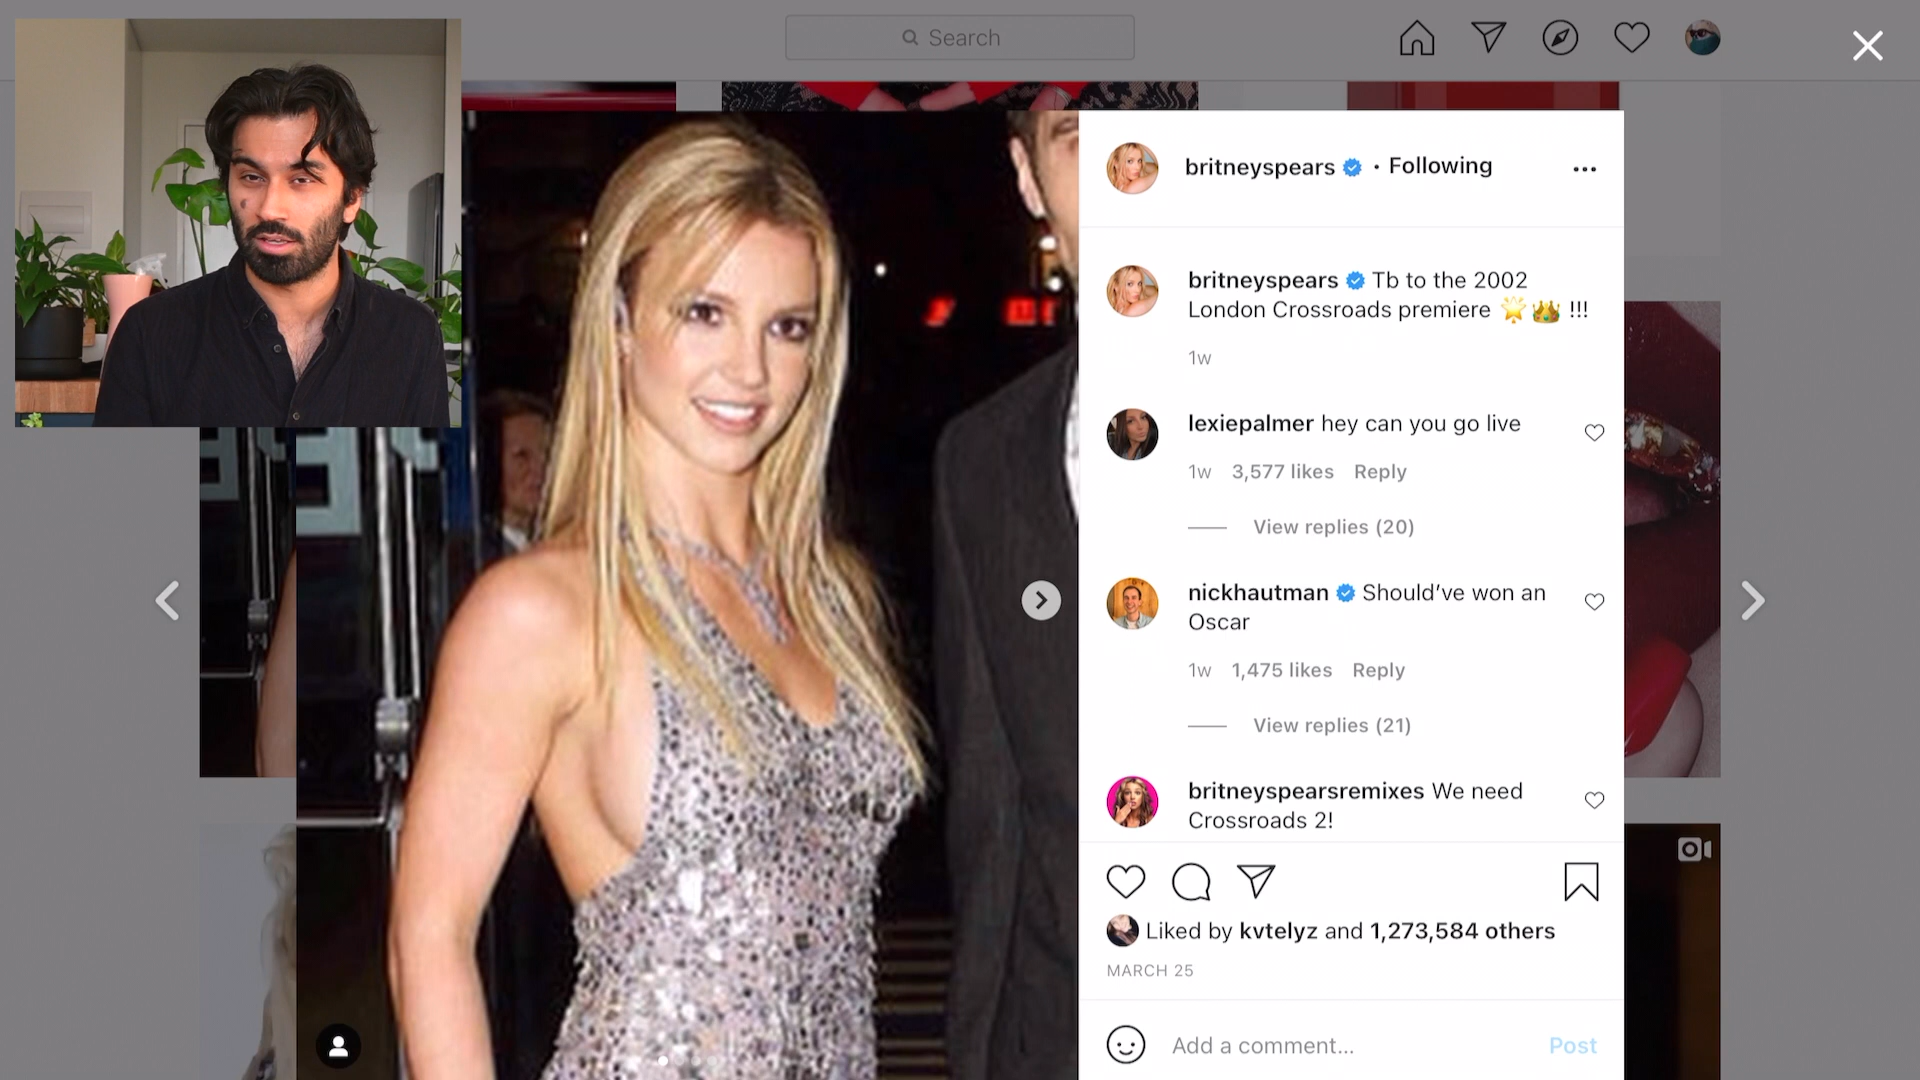 Search
britneyspears • Following
britneyspears Tb to the 2002
London Crossroads premiere 🌟👑 !!!
1w
lexiepalmer hey can you go live
1w 3,577 likes Reply
View replies (20)
nickhautman Should’ve won an
Oscar
1w 1,475 likes Reply
View replies (21)
britneyspearsremixes We need
Crossroads 2!
Liked by kvtelyz and 1,273,584 others
MARCH 25
Add a comment... Post